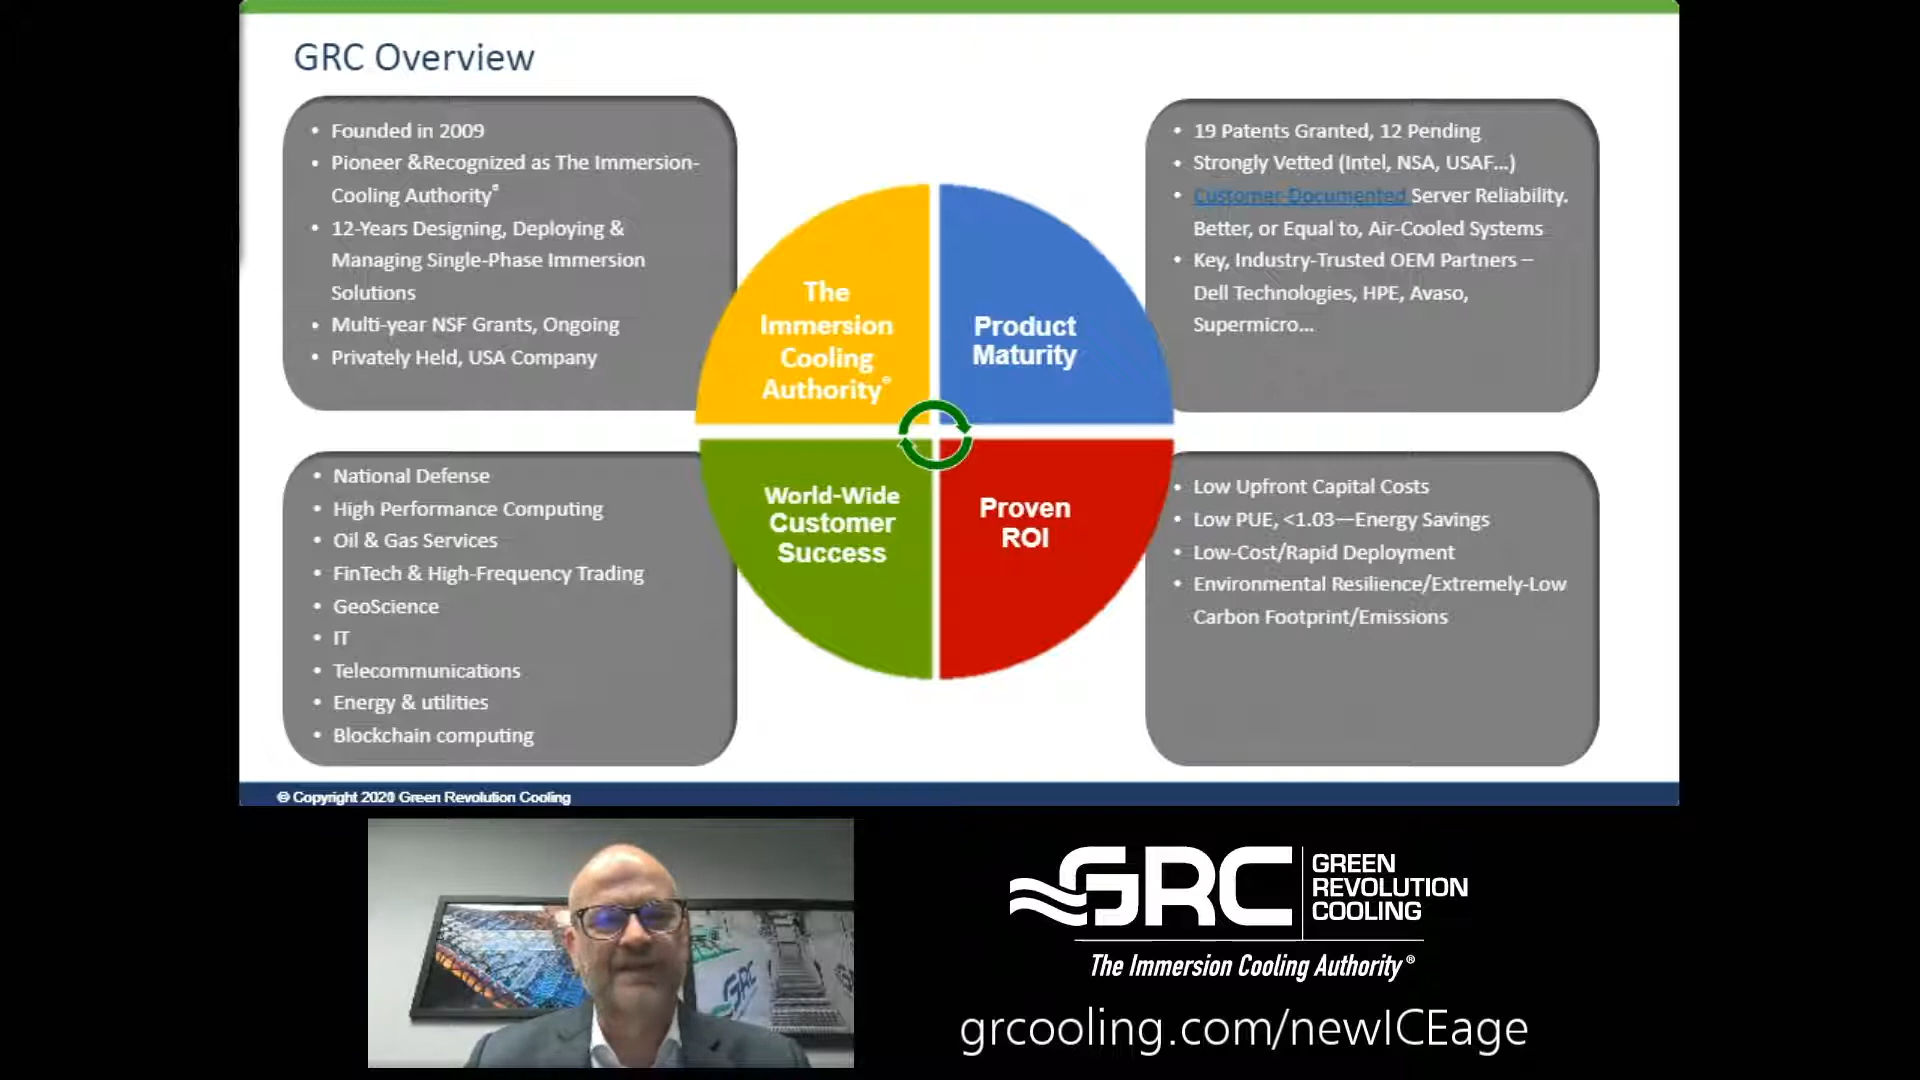 GRC Overview
• Founded in 2009
• Pioneer &Recognized as The Immersion-
Cooling Authority®
• 12-Years Designing, Deploying &
Managing Single-Phase Immersion
Solutions
• Multi-year NSF Grants, Ongoing
• Privately Held, USA Company
• 19 Patents Granted, 12 Pending
• Strongly Vetted (Intel, NSA, USAF...)
• Customer-Documented Server Reliability.
Better, or Equal to, Air-Cooled Systems
• Key, Industry-Trusted OEM Partners –
Dell Technologies, HPE, Avaso,
Supermicro...
The
Immersion
Cooling
Authority®
Product
Maturity
World-Wide
Customer
Success
Proven
ROI
• National Defense
• High Performance Computing
• Oil & Gas Services
• FinTech & High-Frequency Trading
• GeoScience
• IT
• Telecommunications
• Energy & utilities
• Blockchain computing
• Low Upfront Capital Costs
• Low PUE, <1.03—Energy Savings
• Low-Cost/Rapid Deployment
• Environmental Resilience/Extremely-Low
Carbon Footprint/Emissions
© Copyright Green Revolution Cooling
GRC
GRC
GREEN
REVOLUTION
COOLING
The Immersion Cooling Authority®
grcooling.com/newICEage